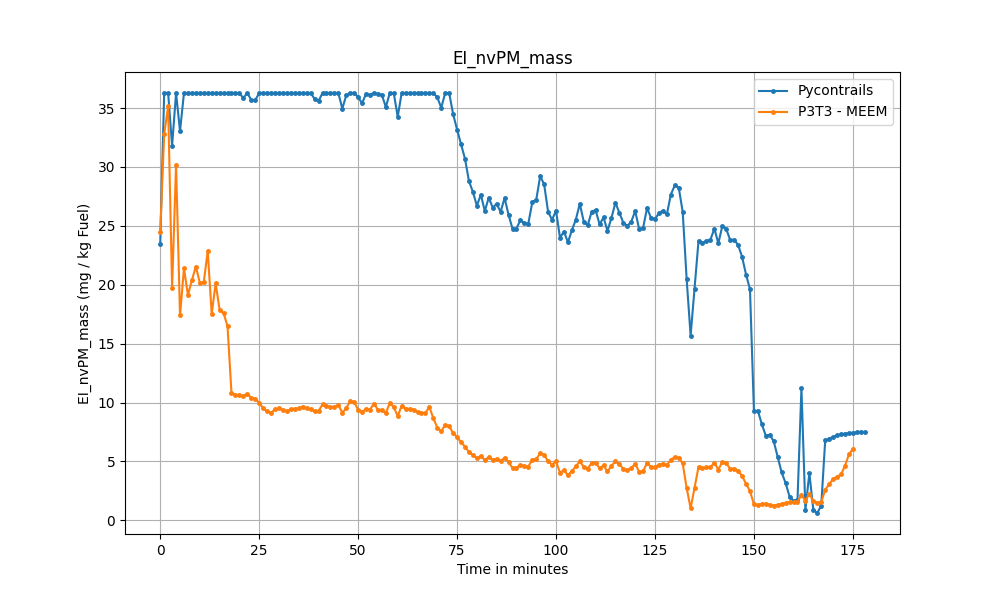 EI_nvPM_mass
Pycontrails
P3T3 - MEEM
EI_nvPM_mass (mg / kg Fuel)
35
30
25
20
15
10
5
0
0 25 50 75 100 125 150 175
Time in minutes